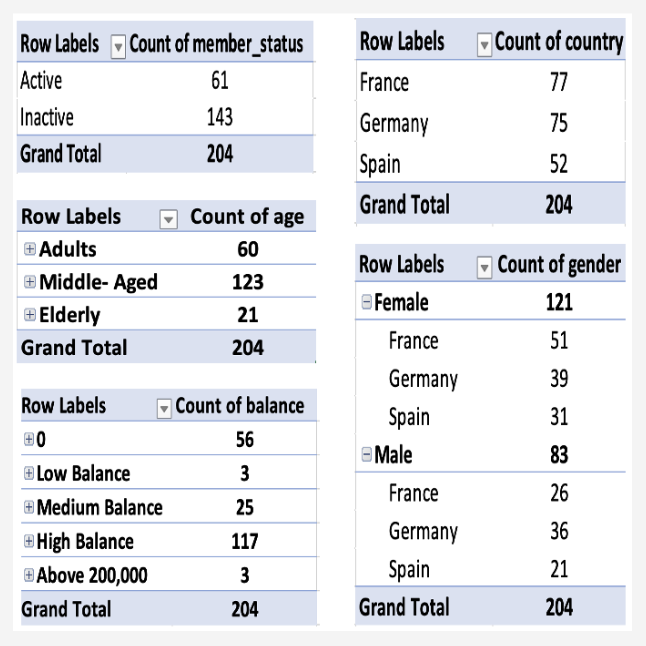 Row Labels Count of member_status
Active 61
Inactive 143
Grand Total 204
Row Labels Count of age
Adults 60
Middle- Aged 123
Elderly 21
Grand Total 204
Row Labels Count of balance
0 56
Low Balance 3
Medium Balance 25
High Balance 117
Above 200,000 3
Grand Total 204
Row Labels Count of country
France 77
Germany 75
Spain 52
Grand Total 204
Row Labels Count of gender
Female 121
France 51
Germany 39
Spain 31
Male 83
France 26
Germany 36
Spain 21
Grand Total 204